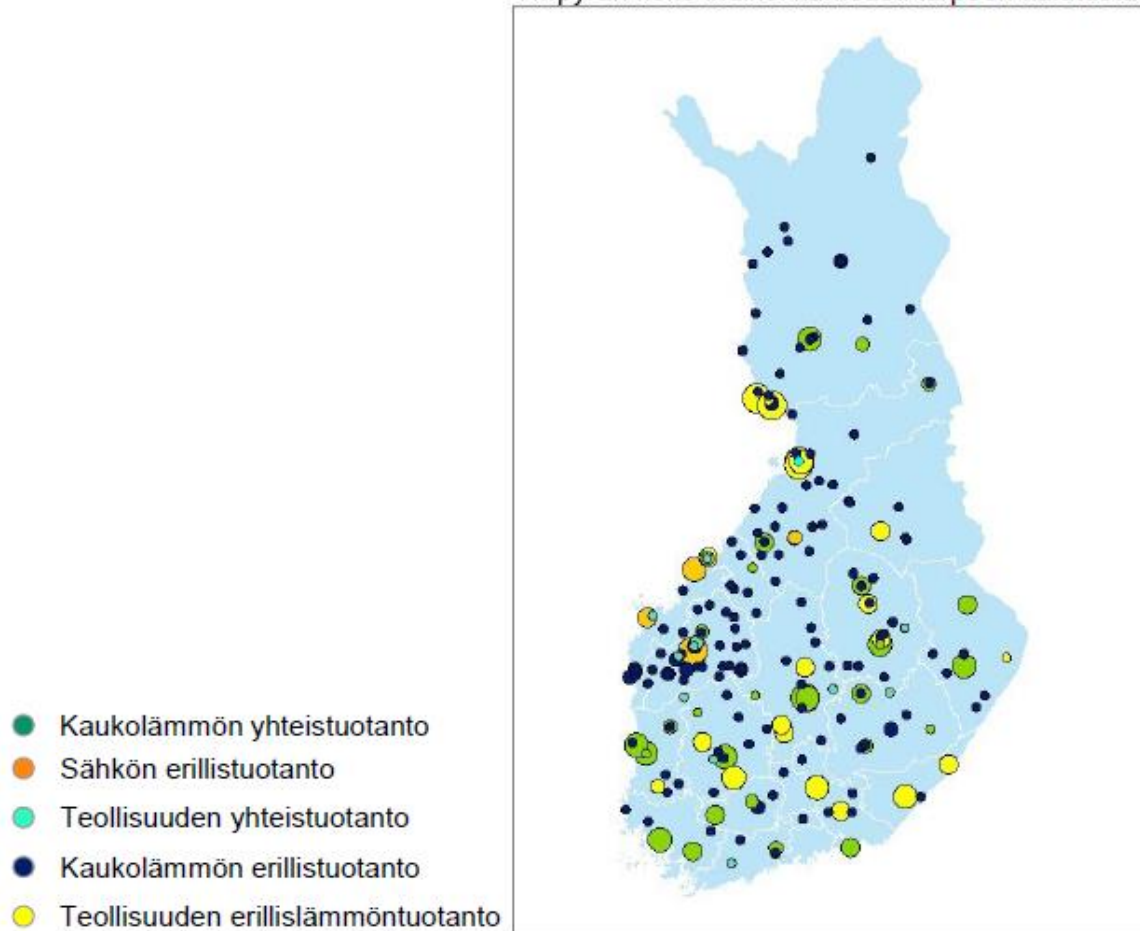 Kaukolämmön yhteistuotanto
Sähkön erillistuotanto
Teollisuuden yhteistuotanto
Kaukolämmön erillistuotanto
Teollisuuden erillislämmöntuotanto